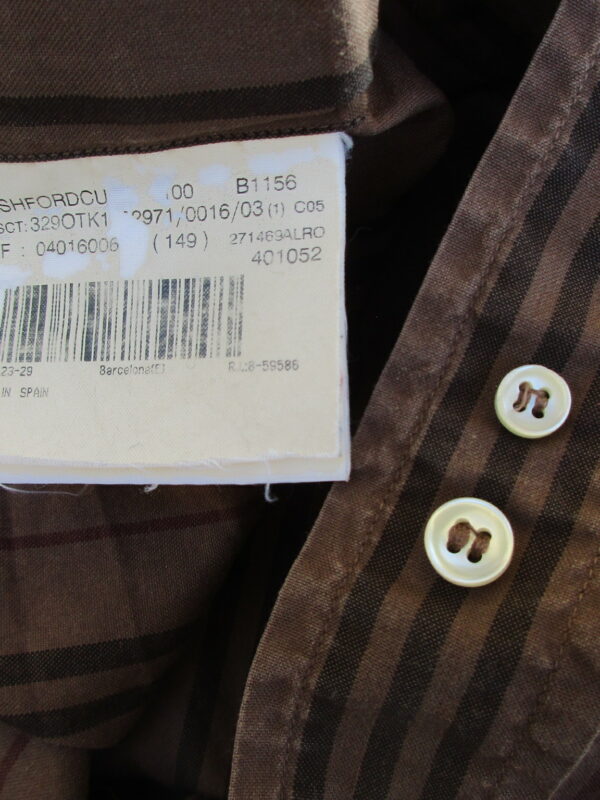 SHFORDCU 100 B1156
SCT:329OTK1 2971/0016/03 (1) C05
F : 04016006 ( 149 ) 271469ALRO
401052
23-29 Barcelona(E) R.I.:8-59586
IN SPAIN